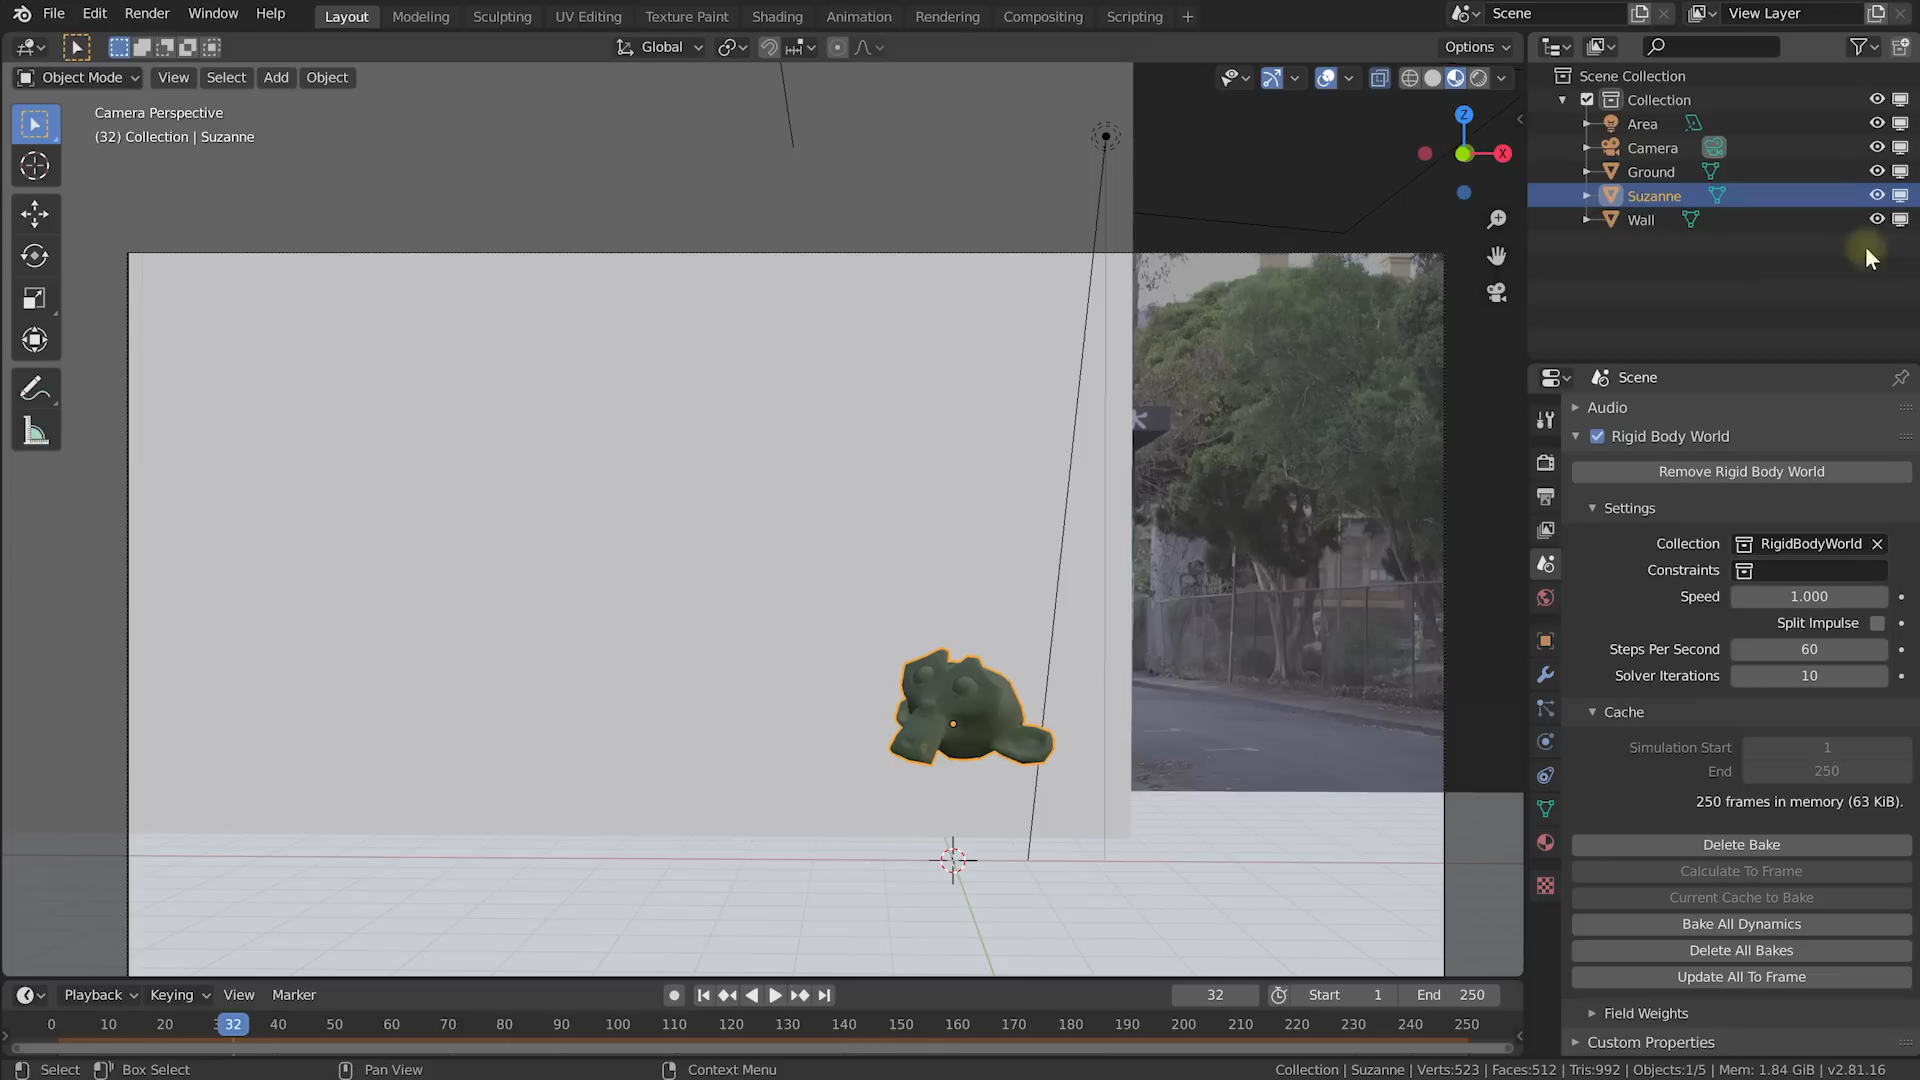 File Edit Render Window Help Layout Modeling Sculpting UV Editing Texture Paint Shading Animation Rendering Compositing Scripting + Scene View Layer
Global Options
Object Mode View Select Add Object
Camera Perspective
(32) Collection | Suzanne
Z
X
Scene Collection
Collection
Area
Camera
Ground
Suzanne
Wall
Scene
Audio
Rigid Body World
Remove Rigid Body World
Settings
Collection RigidBodyWorld
Constraints
Speed 1.000
Split Impulse
Steps Per Second 60
Solver Iterations 10
Cache
Simulation Start 1
End 250
250 frames in memory (63 KiB).
Delete Bake
Calculate To Frame
Current Cache to Bake
Bake All Dynamics
Delete All Bakes
Update All To Frame
Field Weights
Custom Properties
Playback Keying View Marker 32 Start 1 End 250
0 10 20 32 40 50 60 70 80 90 100 110 120 130 140 150 160 170 180 190 200 210 220 230 240 250
Select Box Select Pan View Context Menu Collection | Suzanne | Verts:523 | Faces:512 | Tris:992 | Objects:1/5 | Mem: 1.84 GiB | v2.81.16